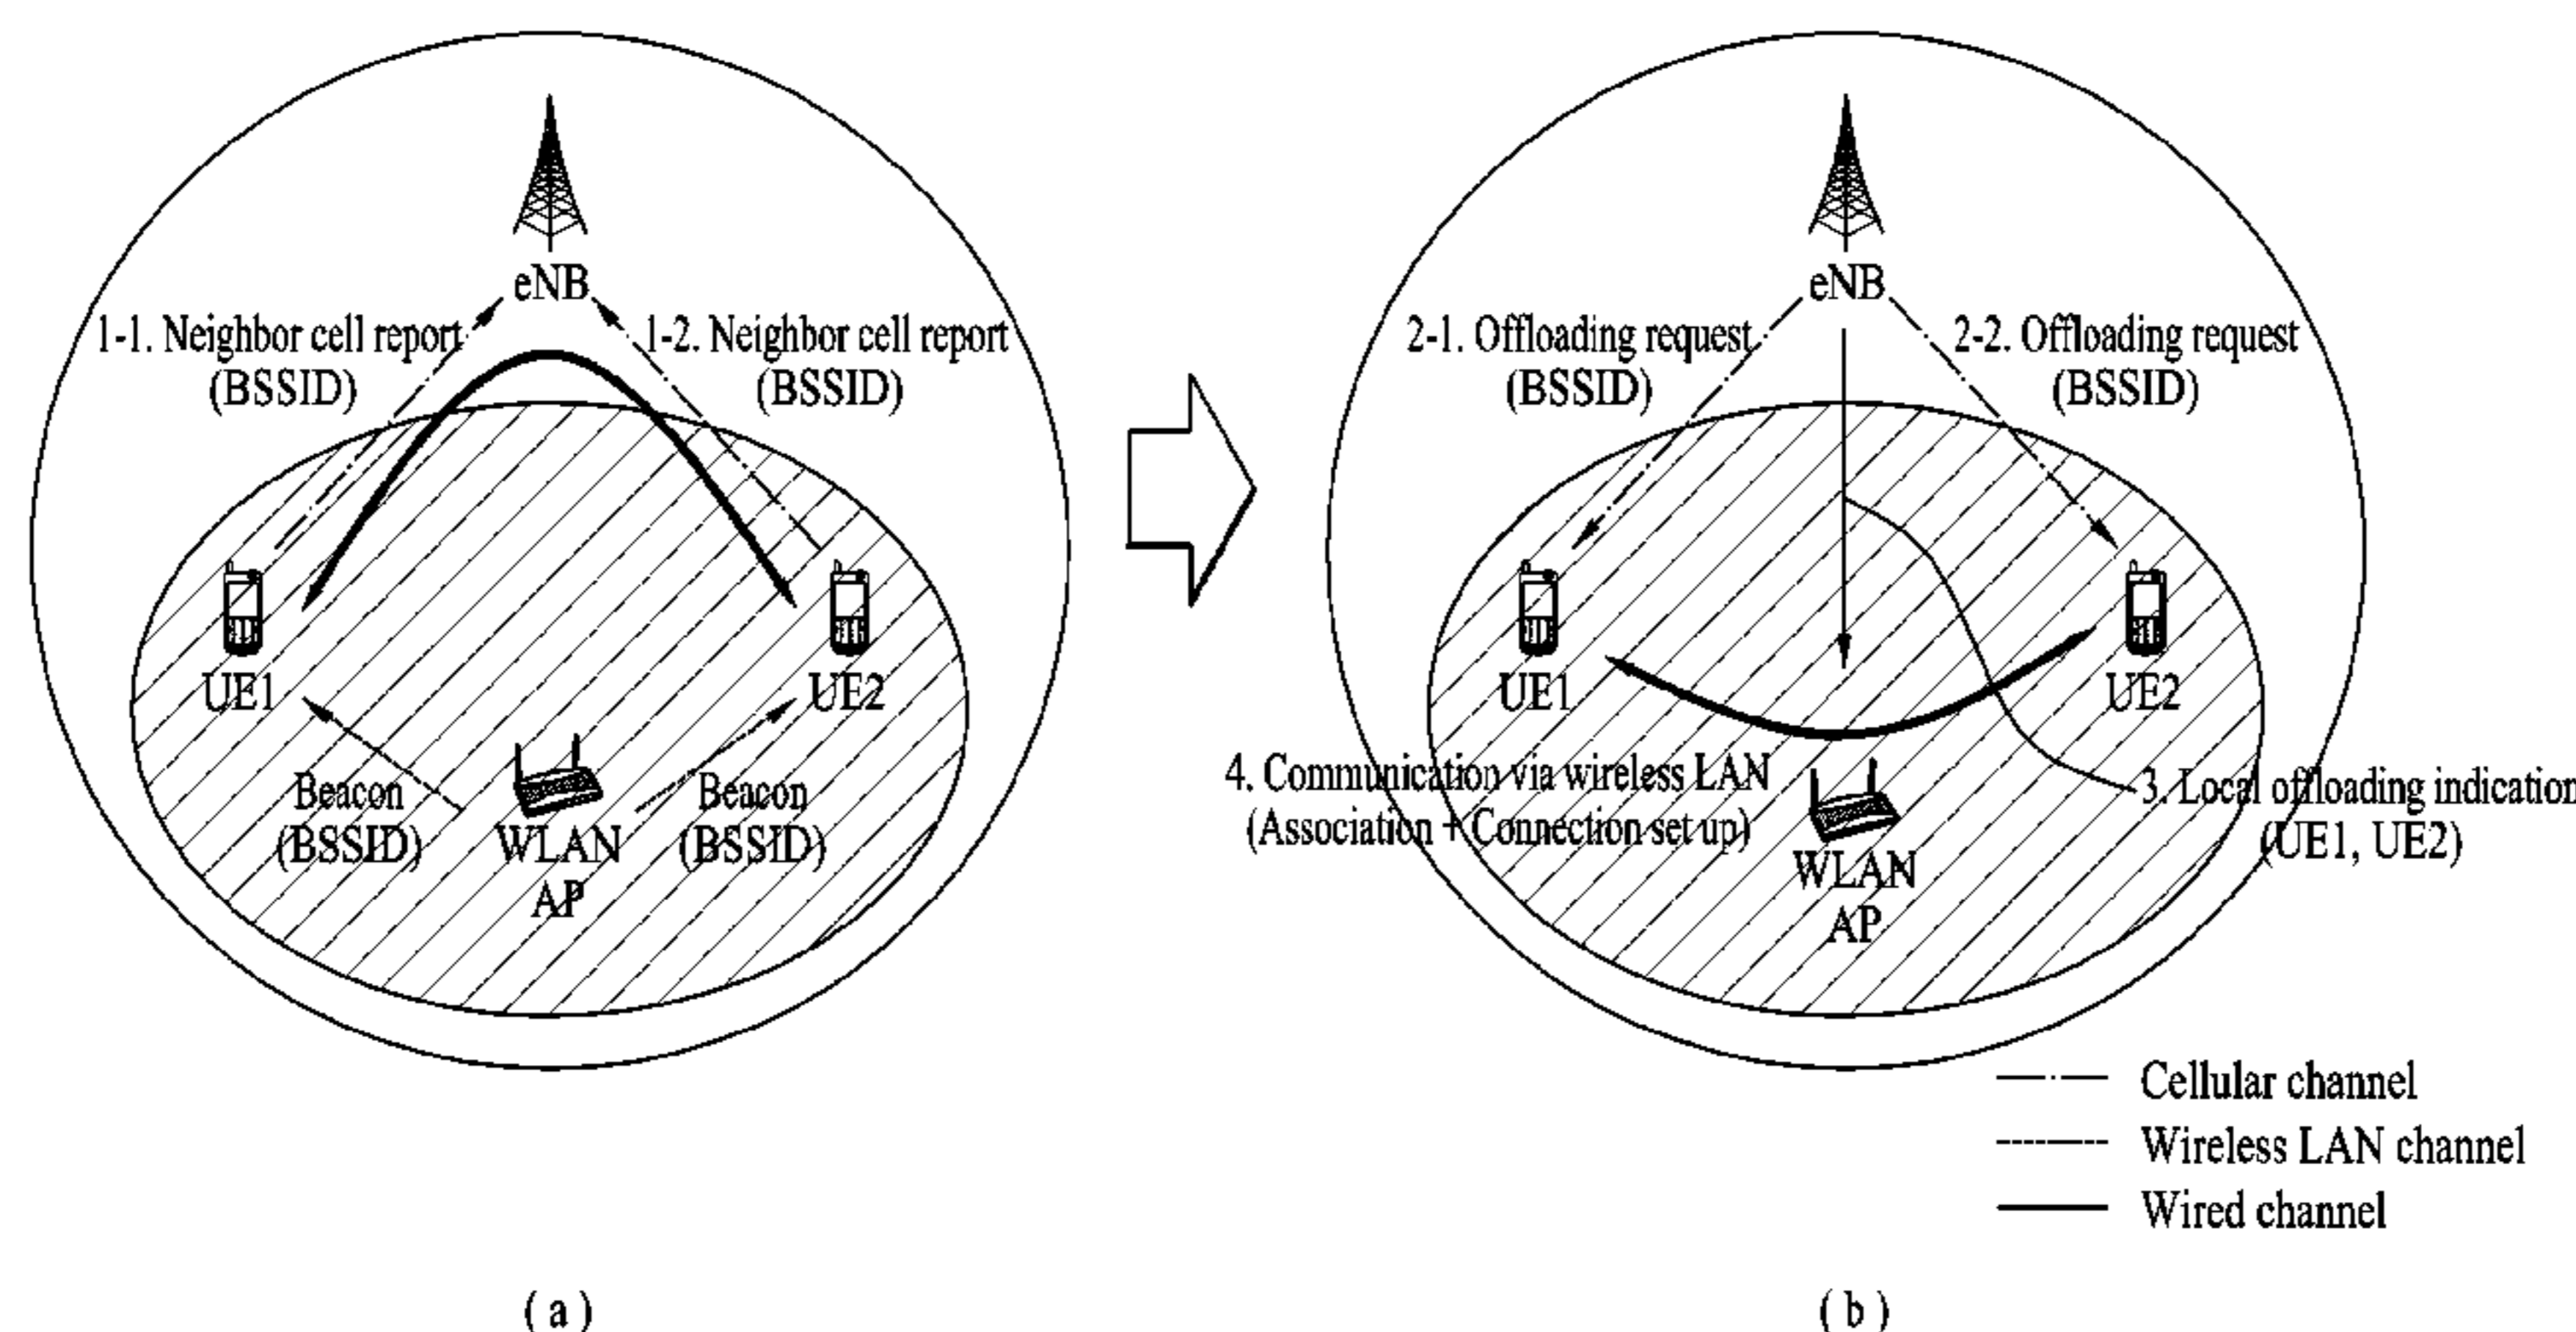 eNB
1-1. Neighbor cell report
(BSSID)
1-2. Neighbor cell report
(BSSID)
UE1
UE2
Beacon
(BSSID)
WLAN
AP
Beacon
(BSSID)
(a)
eNB
2-1. Offloading request
(BSSID)
2-2. Offloading request
(BSSID)
UE1
UE2
4. Communication via wireless LAN
(Association + Connection set up)
WLAN
AP
3. Local offloading indication
(UE1, UE2)
Cellular channel
Wireless LAN channel
Wired channel
(b)